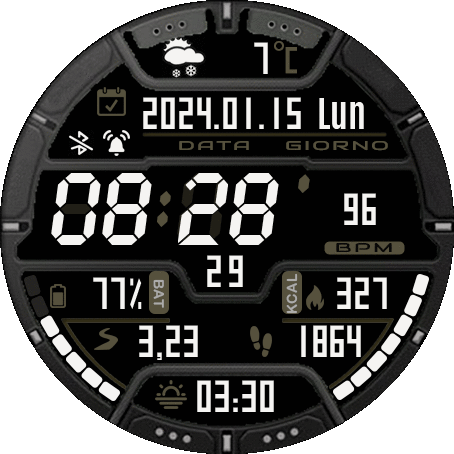 7°C
2024.01.15 Lun
DATA GIORNO
08:28
96
BPM
29
77% BAT
KCAL 327
3,23
1864
03:30